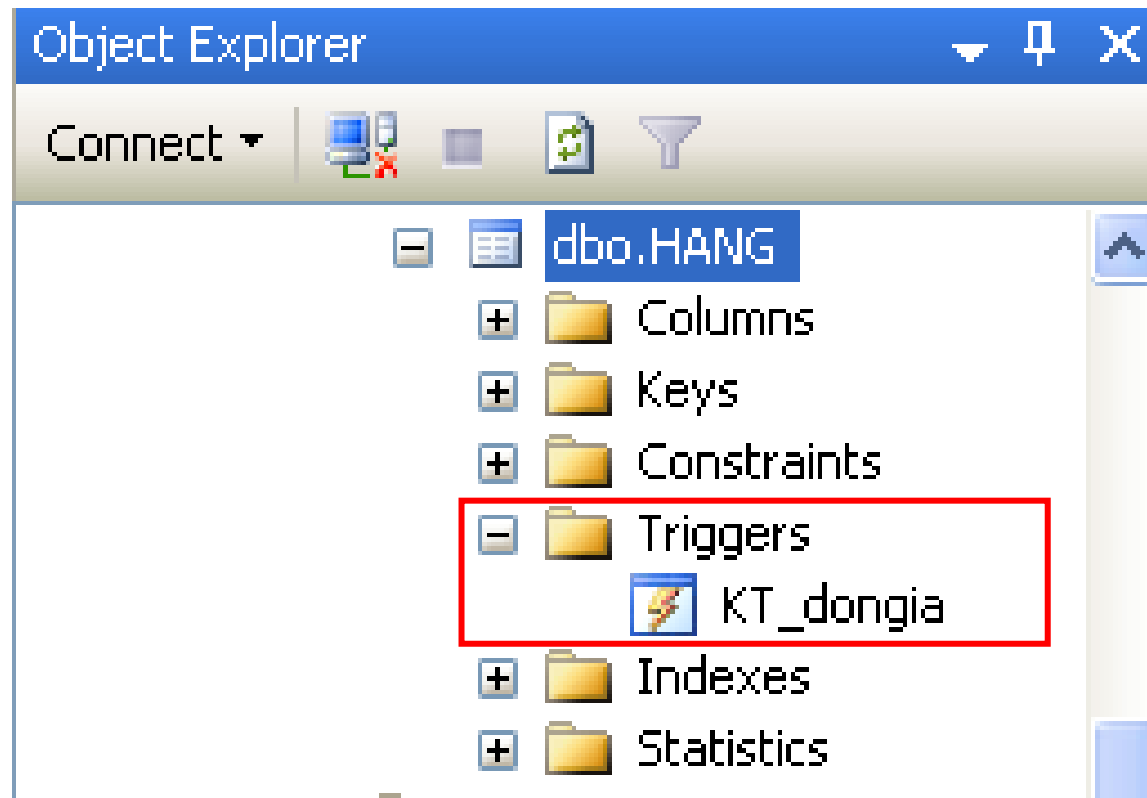 Object Explorer
Connect
dbo.HANG
Columns
Keys
Constraints
Triggers
KT_dongia
Indexes
Statistics